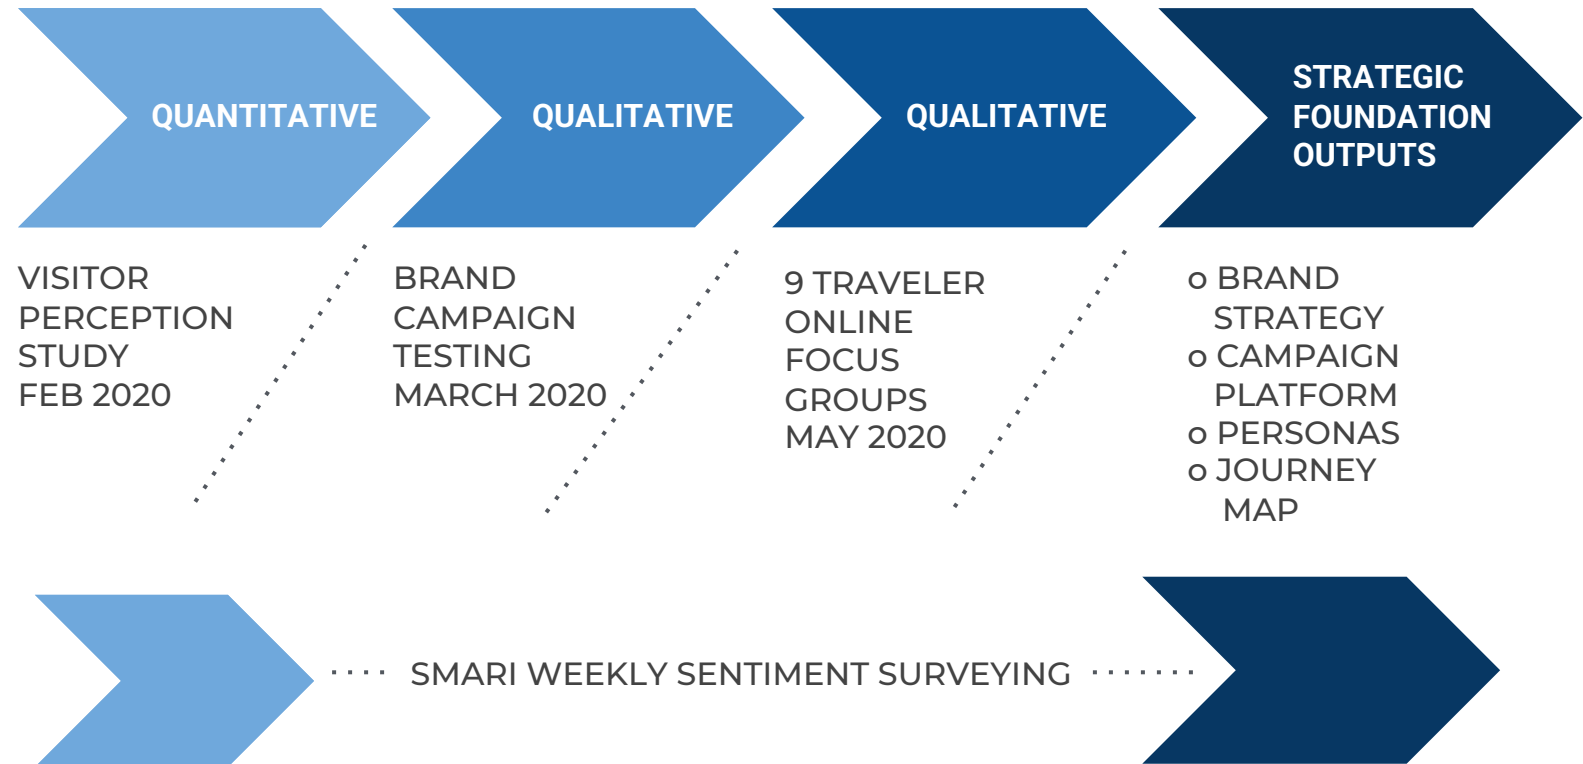 QUANTITATIVE
QUALITATIVE
QUALITATIVE
STRATEGIC
FOUNDATION
OUTPUTS
VISITOR
PERCEPTION
STUDY
FEB 2020
BRAND
CAMPAIGN
TESTING
MARCH 2020
9 TRAVELER
ONLINE
FOCUS
GROUPS
MAY 2020
o BRAND
STRATEGY
o CAMPAIGN
PLATFORM
o PERSONAS
o JOURNEY
MAP
SMARI WEEKLY SENTIMENT SURVEYING